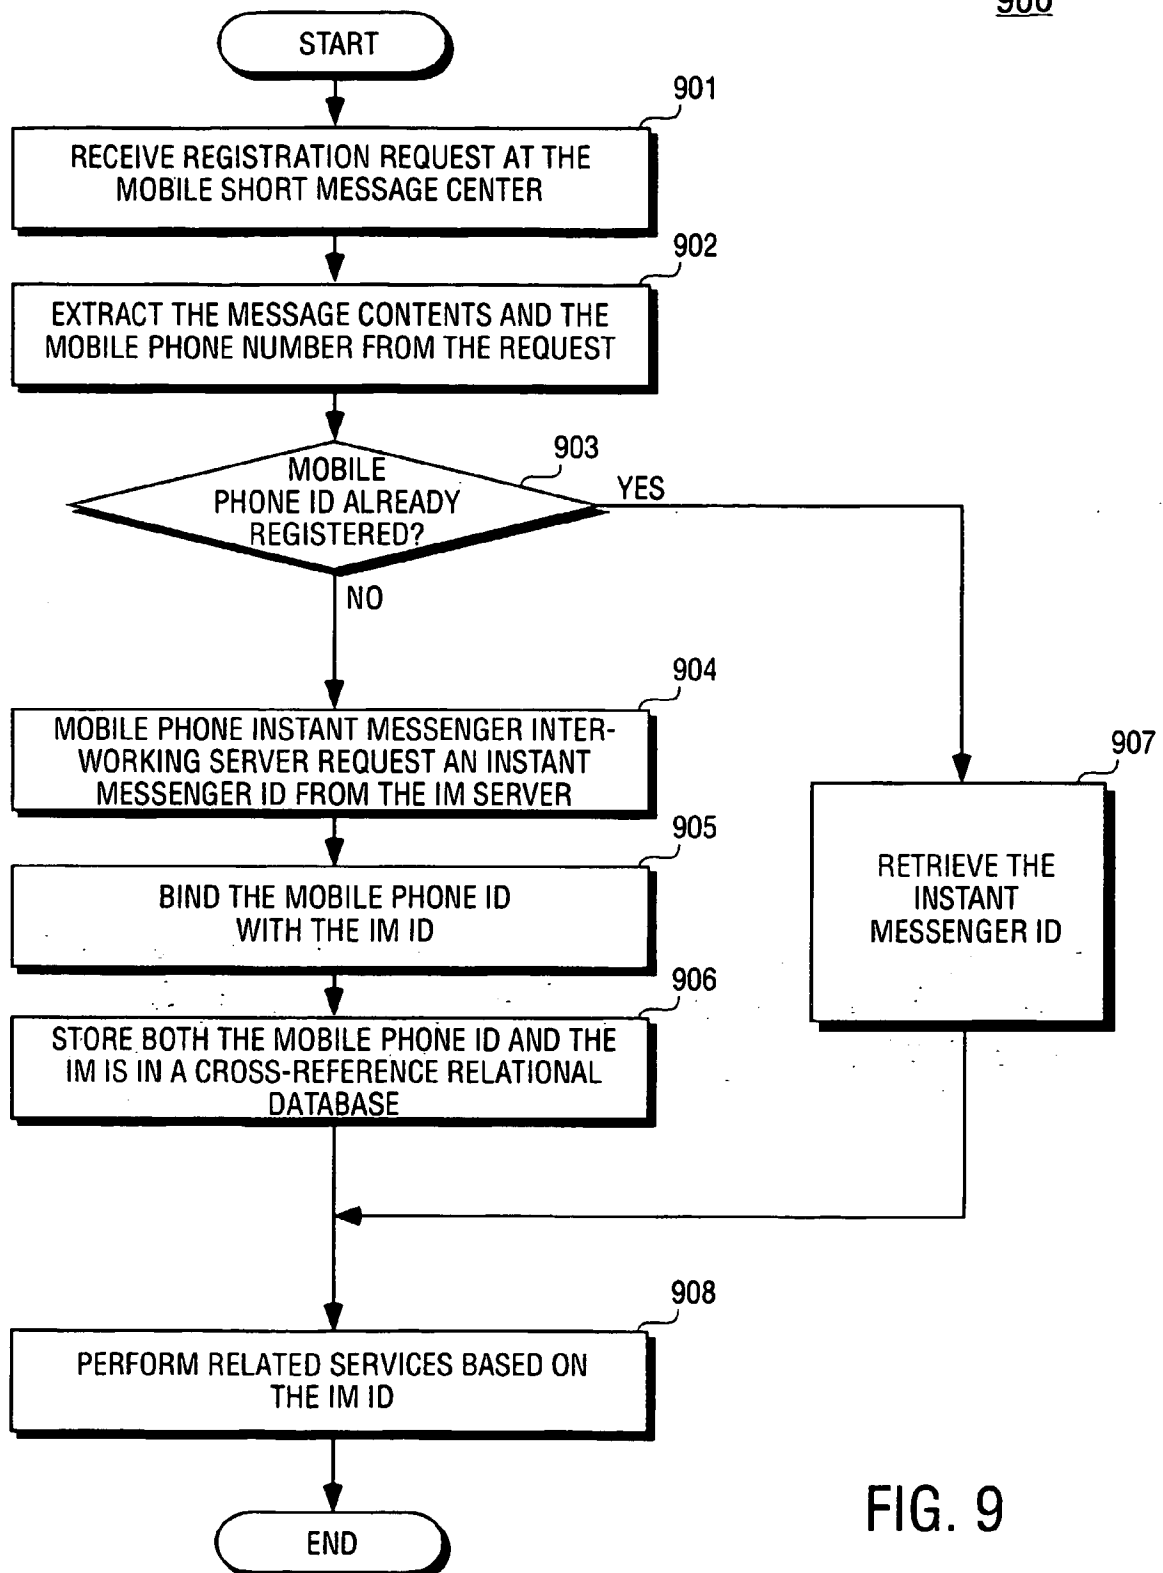 900
START
901
RECEIVE REGISTRATION REQUEST AT THE
MOBILE SHORT MESSAGE CENTER
902
EXTRACT THE MESSAGE CONTENTS AND THE
MOBILE PHONE NUMBER FROM THE REQUEST
903
MOBILE
PHONE ID ALREADY
REGISTERED?
YES
NO
904
MOBILE PHONE INSTANT MESSENGER INTER-
WORKING SERVER REQUEST AN INSTANT
MESSENGER ID FROM THE IM SERVER
907
RETRIEVE THE
INSTANT
MESSENGER ID
905
BIND THE MOBILE PHONE ID
WITH THE IM ID
906
STORE BOTH THE MOBILE PHONE ID AND THE
IM IS IN A CROSS-REFERENCE RELATIONAL
DATABASE
908
PERFORM RELATED SERVICES BASED ON
THE IM ID
END
FIG. 9